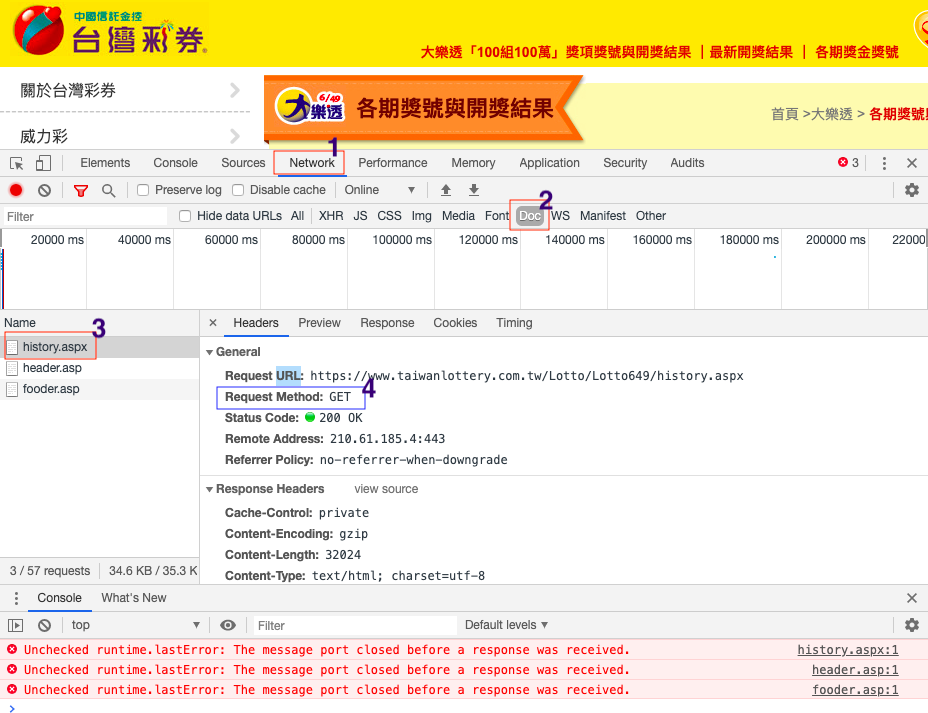 中國信託金控
台灣彩券
大樂透「100組100萬」獎項獎號與開獎結果 | 最新開獎結果 | 各期獎金獎號
關於台灣彩券
6/49
樂透
各期獎號與開獎結果
首頁 >大樂透 > 各期獎號
威力彩
1
Elements Console Sources Network Performance Memory Application Security Audits 3
Preserve log Disable cache Online
2
Filter Hide data URLs All XHR JS CSS Img Media Font Doc WS Manifest Other
20000 ms 40000 ms 60000 ms 80000 ms 100000 ms 120000 ms 140000 ms 160000 ms 180000 ms 200000 ms 22000
Name
3
× Headers Preview Response Cookies Timing
history.aspx
header.asp
fooder.asp
General
Request URL: https://www.taiwanlottery.com.tw/Lotto/Lotto649/history.aspx
4
Request Method: GET
Status Code: 200 OK
Remote Address: 210.61.185.4:443
Referrer Policy: no-referrer-when-downgrade
Response Headers view source
Cache-Control: private
Content-Encoding: gzip
Content-Length: 32024
Content-Type: text/html; charset=utf-8
3 / 57 requests 34.6 KB / 35.3 K
Console What's New
top Filter Default levels
Unchecked runtime.lastError: The message port closed before a response was received. history.aspx:1
Unchecked runtime.lastError: The message port closed before a response was received. header.asp:1
Unchecked runtime.lastError: The message port closed before a response was received. fooder.asp:1
>